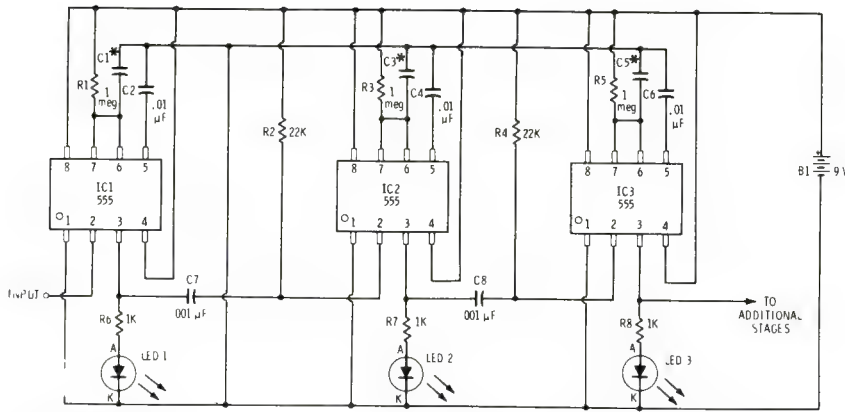 C1*
R1
1
meg
C2
.01
µF
R2
22K
C3*
R3
1
meg
C4
.01
µF
R4
22K
C5*
R5
1
meg
C6
.01
µF
B1
9 V
8
7
6
5
IC1
555
1
2
3
4
8
7
6
5
IC2
555
1
2
3
4
8
7
6
5
IC3
555
1
2
3
4
INPUT
C7
001 µF
C8
001 µF
TO
ADDITIONAL
STAGES
R6
1K
A
LED 1
K
R7
1K
A
LED 2
K
R8
1K
A
LED 3
K